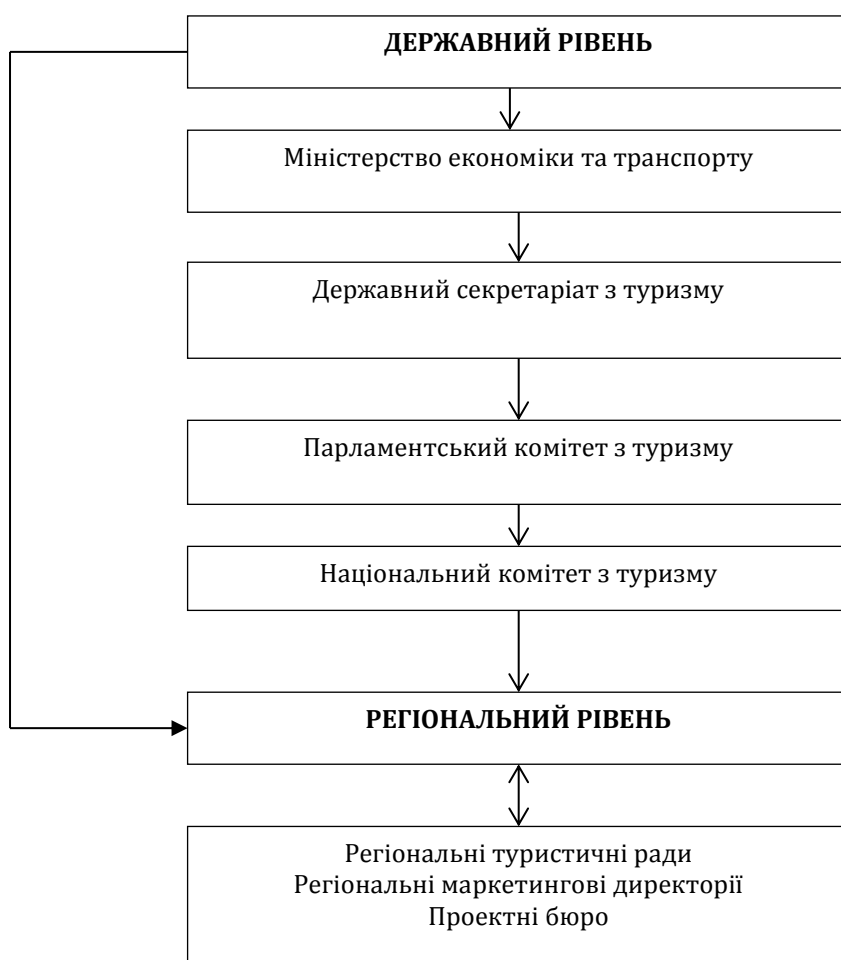 ДЕРЖАВНИЙ РІВЕНЬ
Міністерство економіки та транспорту
Державний секретаріат з туризму
Парламентський комітет з туризму
Національний комітет з туризму
РЕГІОНАЛЬНИЙ РІВЕНЬ
Регіональні туристичні ради
Регіональні маркетингові директорії
Проектні бюро